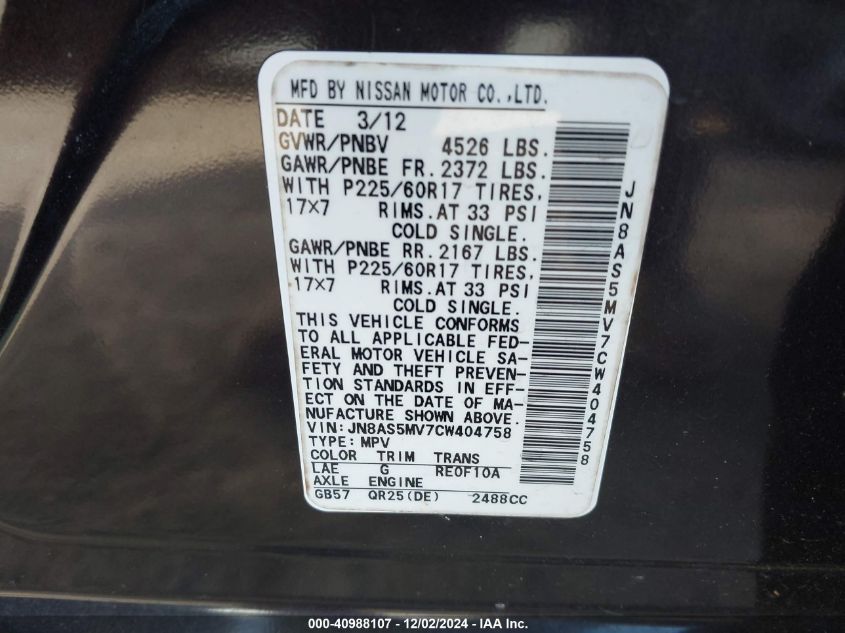 MFD BY NISSAN MOTOR CO.,LTD.
DATE 3/12
GVWR/PNBV 4526 LBS.
GAWR/PNBE FR. 2372 LBS.
WITH P225/60R17 TIRES,
17X7 RIMS.AT 33 PSI
COLD SINGLE.
GAWR/PNBE RR. 2167 LBS.
WITH P225/60R17 TIRES,
17X7 RIMS.AT 33 PSI
COLD SINGLE.
THIS VEHICLE CONFORMS
TO ALL APPLICABLE FED-
ERAL MOTOR VEHICLE SA-
FETY AND THEFT PREVEN-
TION STANDARDS IN EFF-
ECT ON THE DATE OF MA-
NUFACTURE SHOWN ABOVE.
VIN: JN8AS5MV7CW404758
TYPE: MPV
COLOR TRIM TRANS
LAE G RE0F10A
AXLE ENGINE
GB57 QR25(DE) 2488CC
JN8AS5MV7CW404758
000-40988107 - 12/02/2024 - IAA Inc.